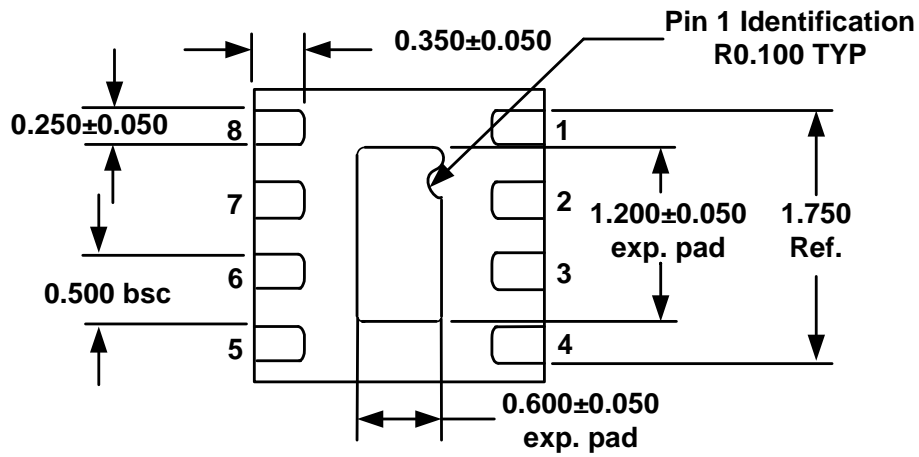 Pin 1 Identification
R0.100 TYP
0.350±0.050
0.250±0.050
8
1
7
2
1.200±0.050
exp. pad
1.750
Ref.
6
3
0.500 bsc
5
4
0.600±0.050
exp. pad